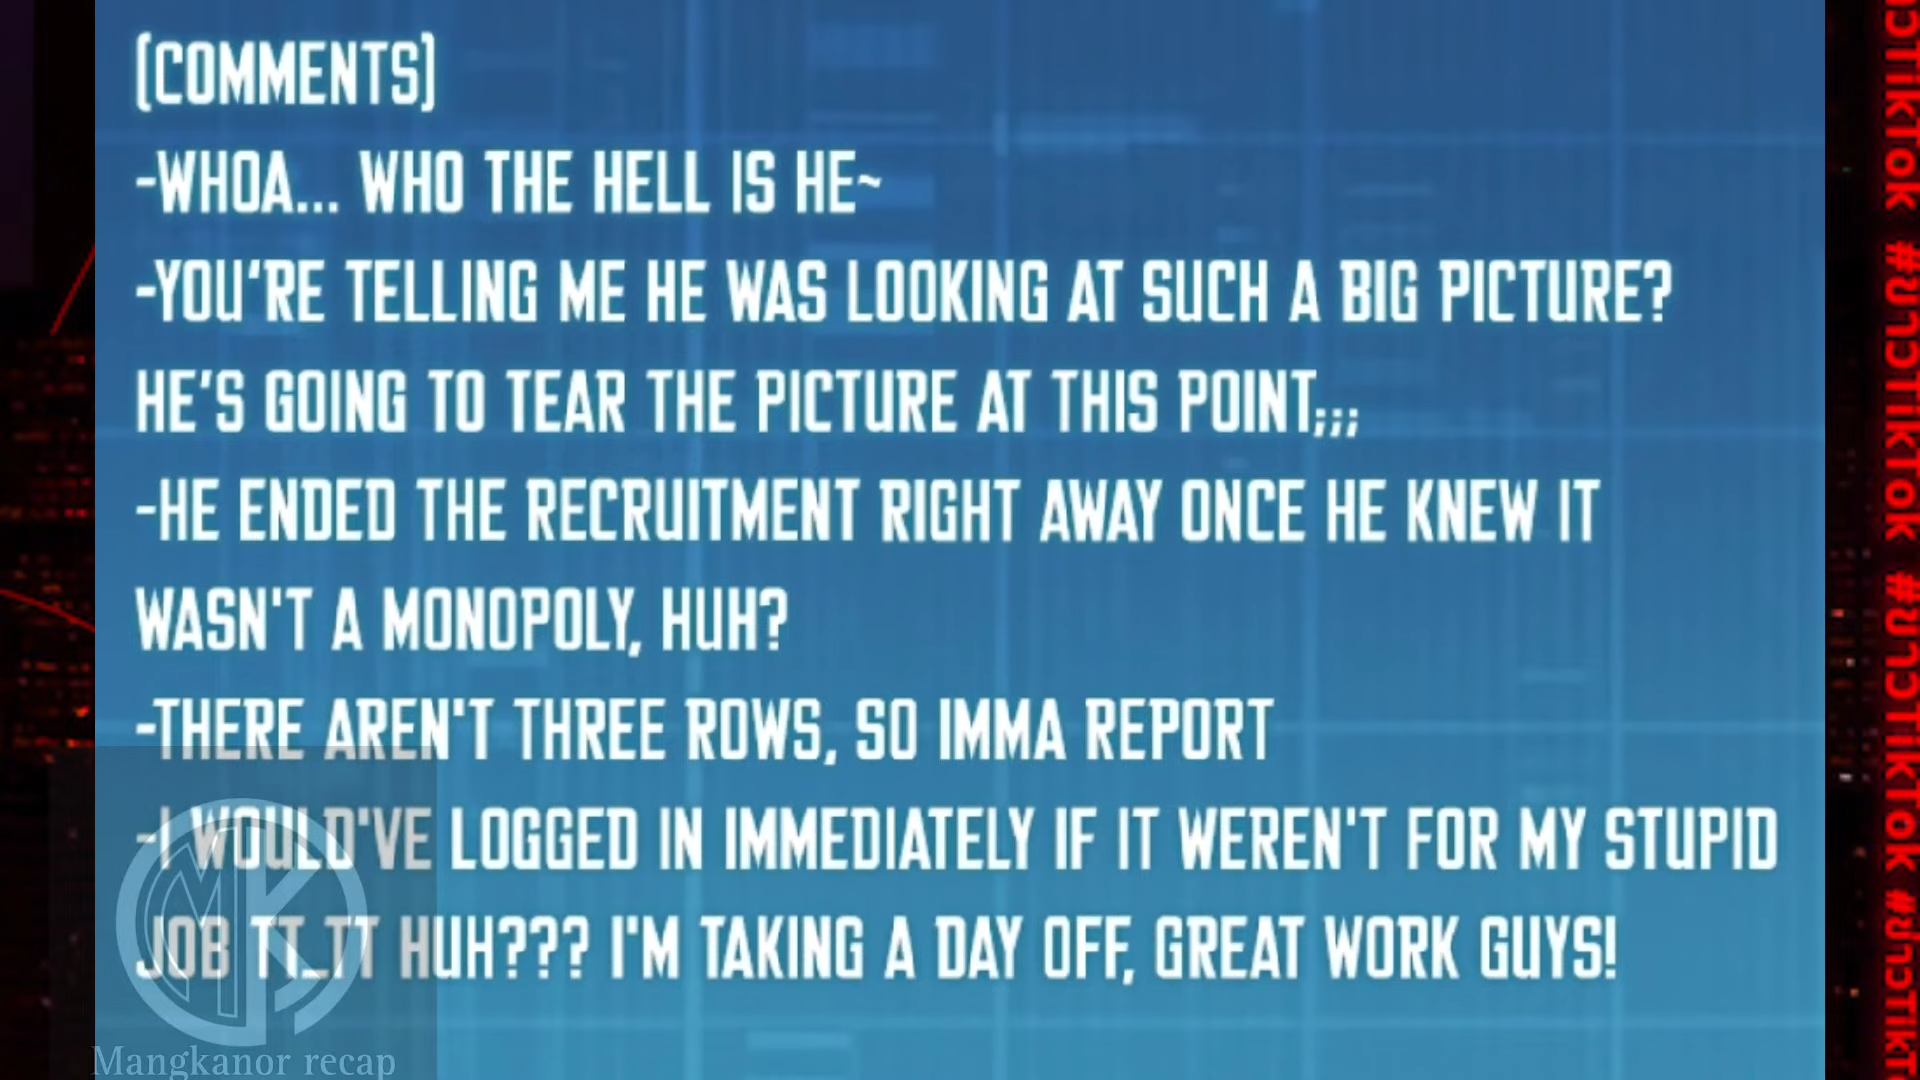 [COMMENTS]
-WHOA... WHO THE HELL IS HE~
-YOU'RE TELLING ME HE WAS LOOKING AT SUCH A BIG PICTURE?
HE'S GOING TO TEAR THE PICTURE AT THIS POINT;;;
-HE ENDED THE RECRUITMENT RIGHT AWAY ONCE HE KNEW IT
WASN'T A MONOPOLY, HUH?
-THERE AREN'T THREE ROWS, SO IMMA REPORT
-I WOULD'VE LOGGED IN IMMEDIATELY IF IT WEREN'T FOR MY STUPID
JOB TT_TT HUH??? I'M TAKING A DAY OFF, GREAT WORK GUYS!
MK
Mangkanor recap